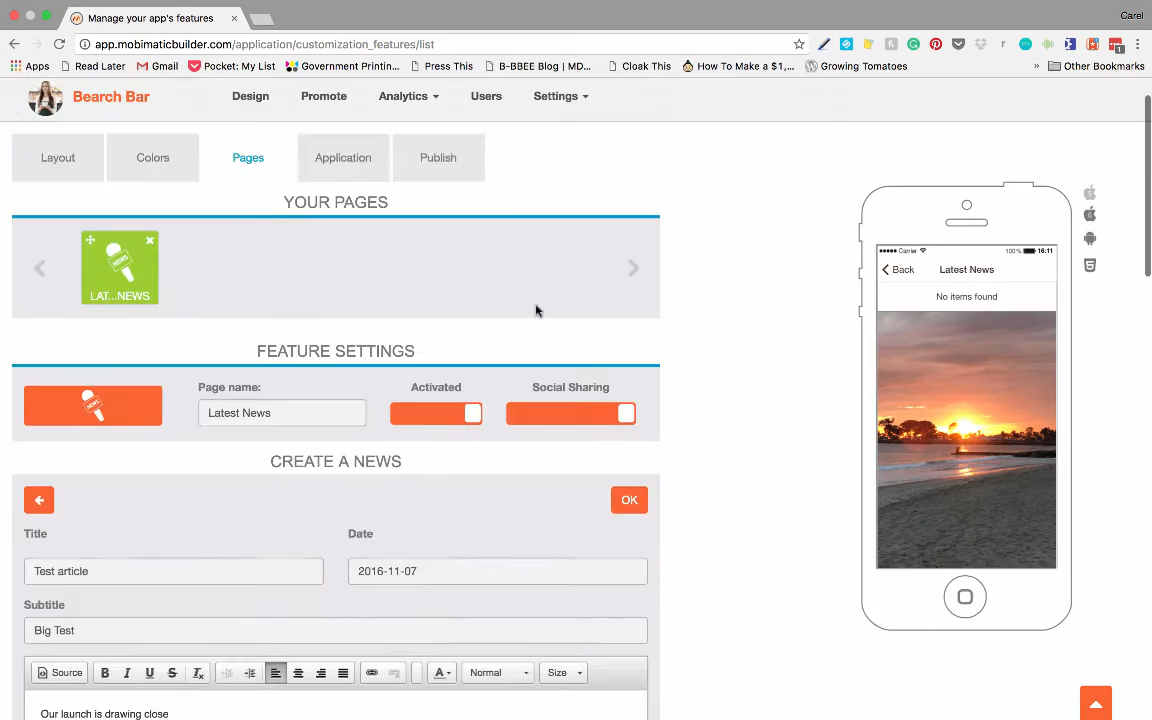 Manage your app's features
Carel
app.mobimaticbuilder.com/application/customization_features/list
Apps Read Later Gmail Pocket: My List Government Printin... Press This B-BBEE Blog | MD... Cloak This How To Make a $1,... Growing Tomatoes » Other Bookmarks
Bearch Bar Design Promote Analytics Users Settings
Layout Colors Pages Application Publish
YOUR PAGES
NEWS
LAT...NEWS
Carrier 100% 16:11
Back Latest News
No items found
FEATURE SETTINGS
Page name: Activated Social Sharing
NEWS
Latest News
CREATE A NEWS
OK
Title Date
Test article 2016-11-07
Subtitle
Big Test
Source B I U S Tx A Normal Size
Our launch is drawing close